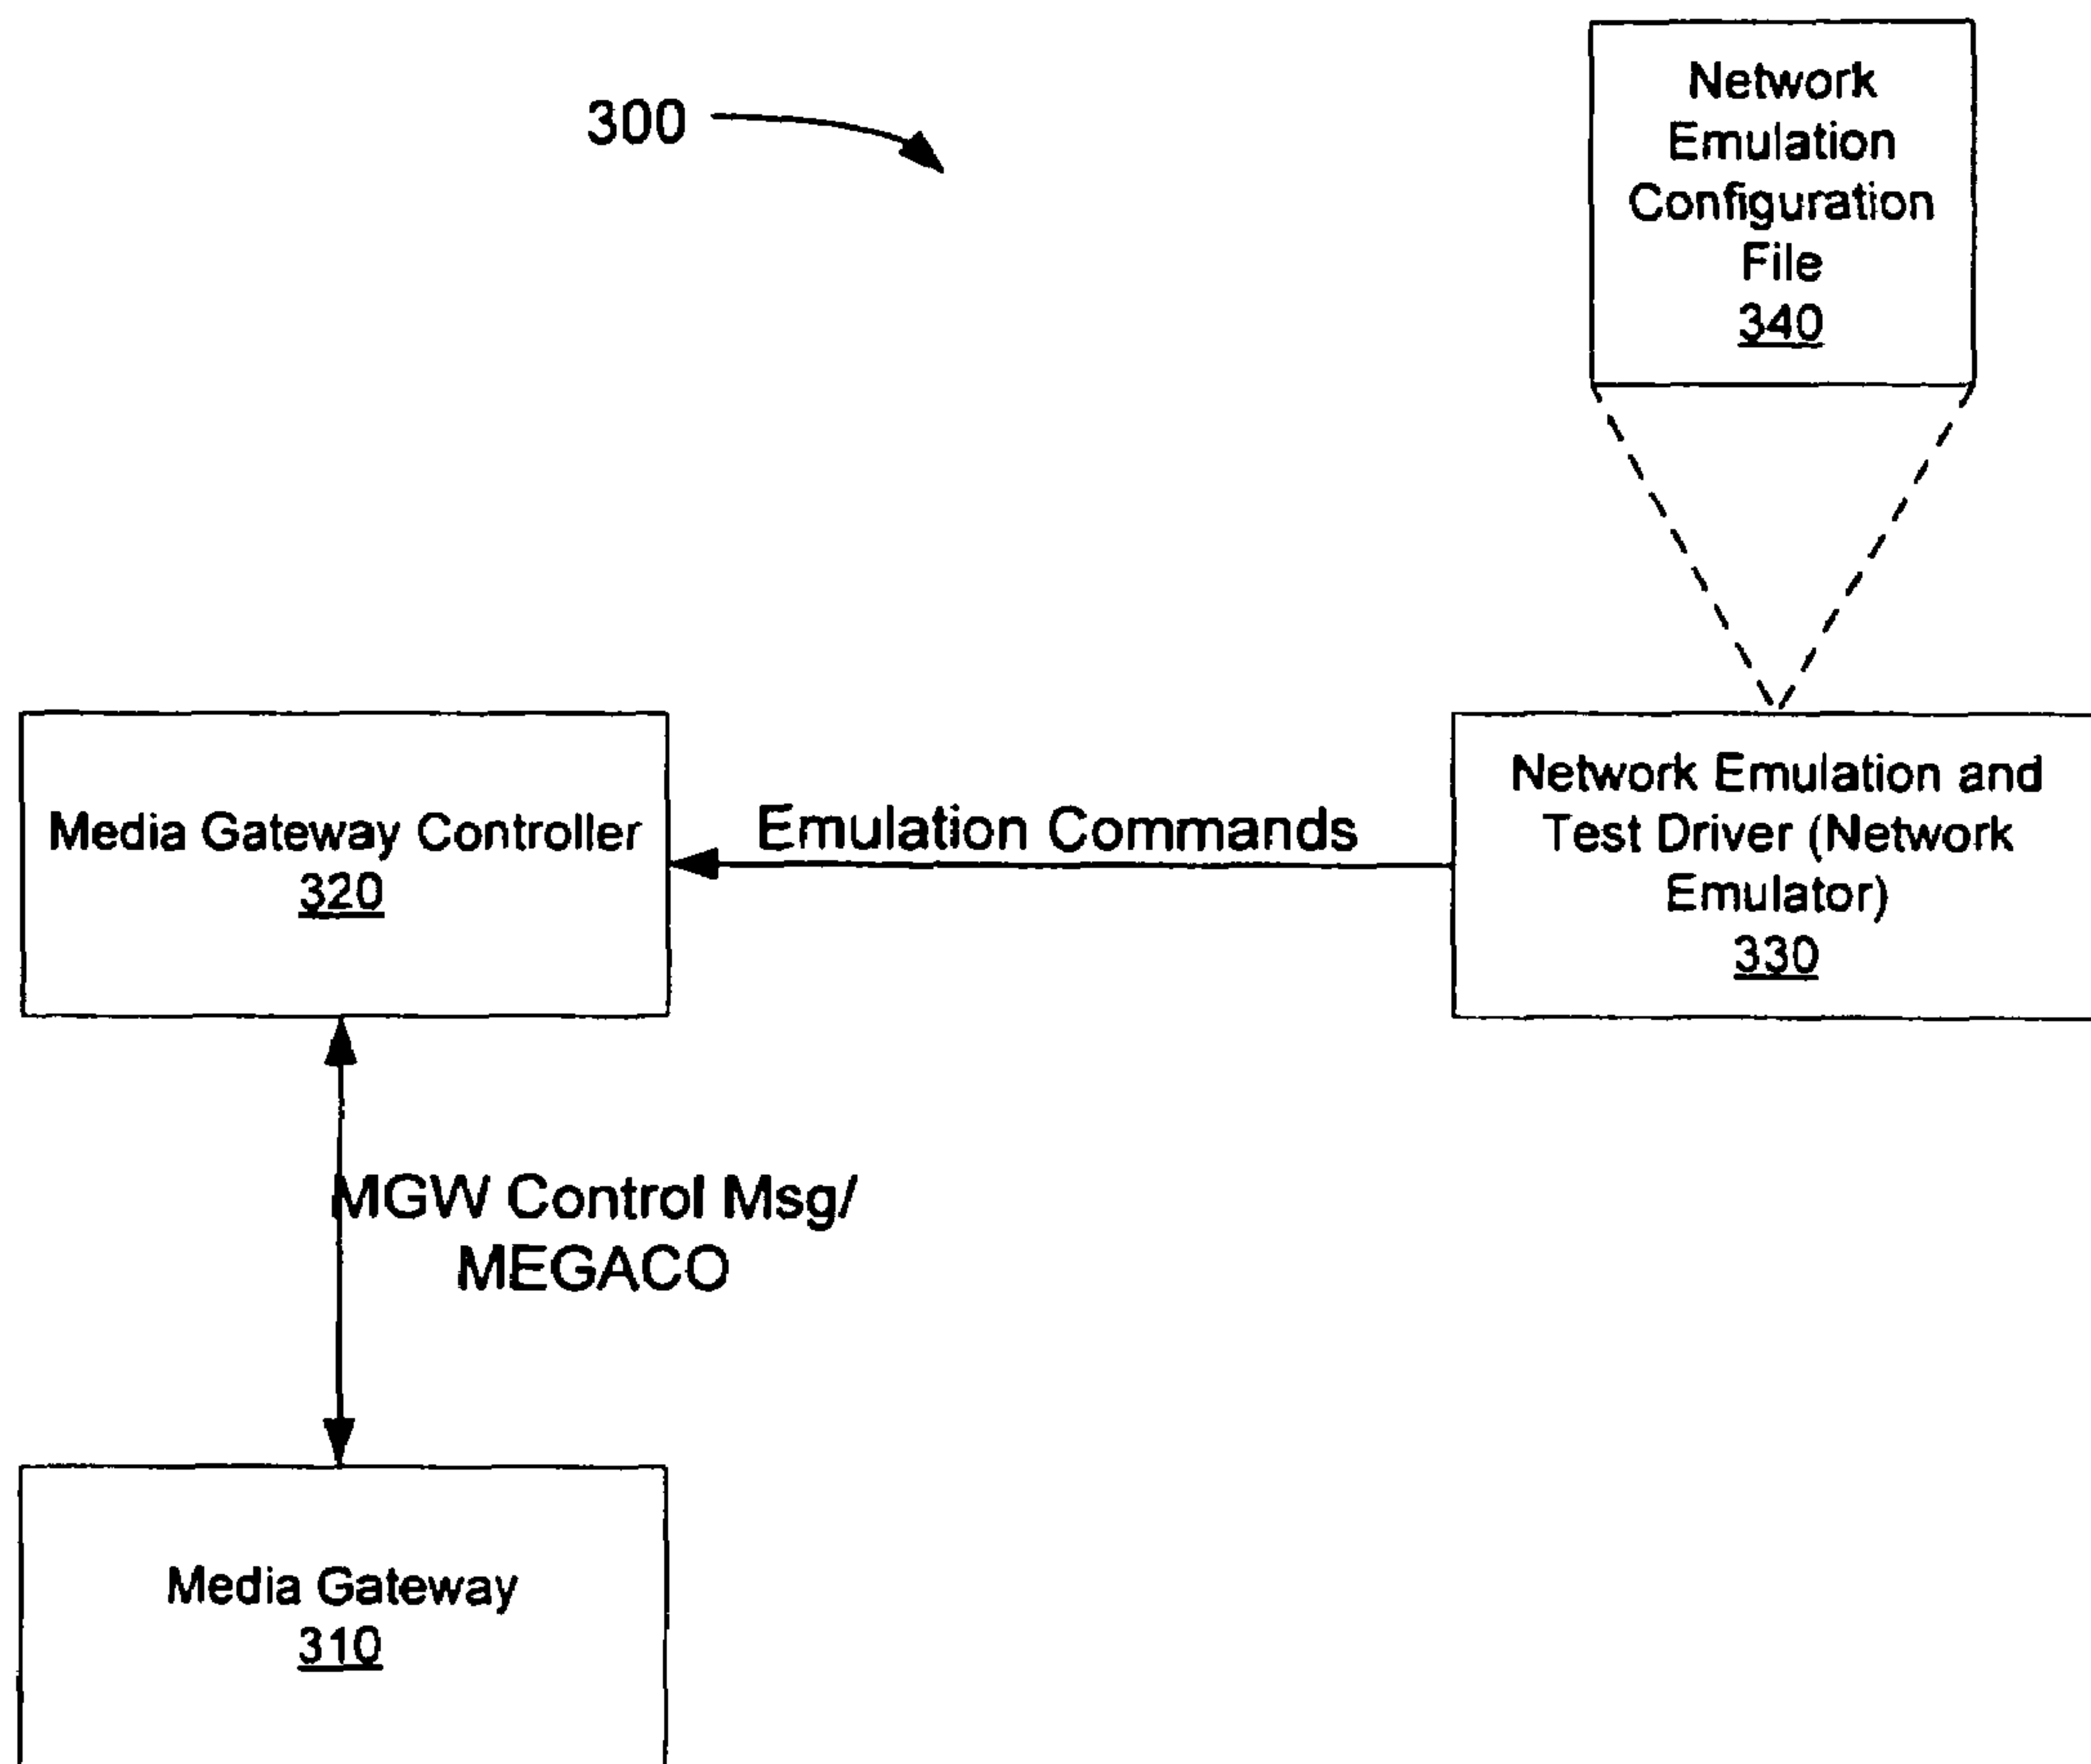 300
Network
Emulation
Configuration
File
340
Media Gateway Controller
320
Emulation Commands
Network Emulation and
Test Driver (Network
Emulator)
330
MGW Control Msg/
MEGACO
Media Gateway
310